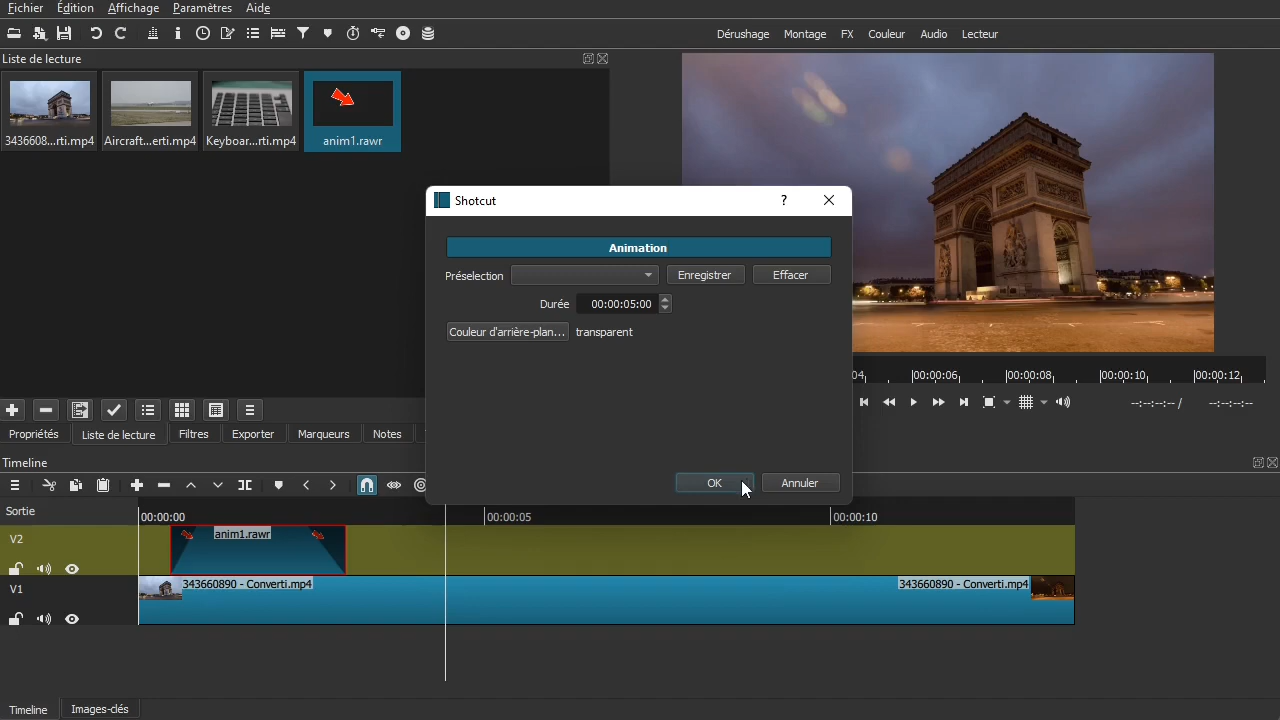 Fichier Édition Affichage Paramètres Aide
Dérushage Montage FX Couleur Audio Lecteur
Liste de lecture
3436608...rti.mp4 Aircraft...erti.mp4 Keyboar...rti.mp4 anim1.rawr
Shotcut ?
Animation
Préselection Enregistrer Effacer
Durée 00:00:05:00
Couleur d'arrière-plan... transparent
04, 00:00:06, 00:00:08, 00:00:10, 00:00:12,
--:--:--:-- / --:--:--:--
Propriétés Liste de lecture Filtres Exporter Marqueurs Notes
Timeline
OK Annuler
Sortie 00:00:00 00:00:05 00:00:10
V2 anim1.rawr
V1 343660890 - Converti.mp4 343660890 - Converti.mp4
Timeline Images-clés